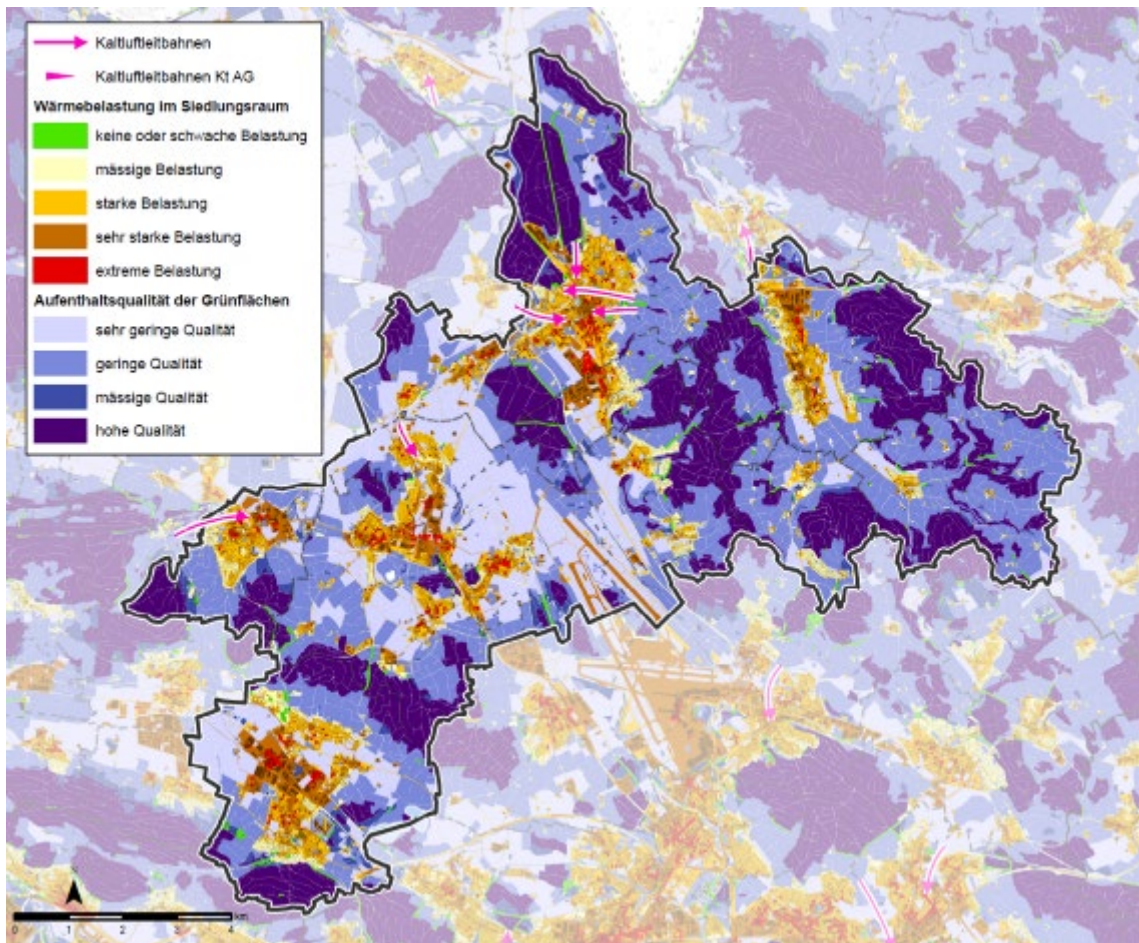 Kaltluftleitbahnen
Kaltluftleitbahnen Kt AG
Wärmebelastung im Siedlungsraum
keine oder schwache Belastung
mässige Belastung
starke Belastung
sehr starke Belastung
extreme Belastung
Aufenthaltsqualität der Grünflächen
sehr geringe Qualität
geringe Qualität
mässige Qualität
hohe Qualität
km
0 1 2 4